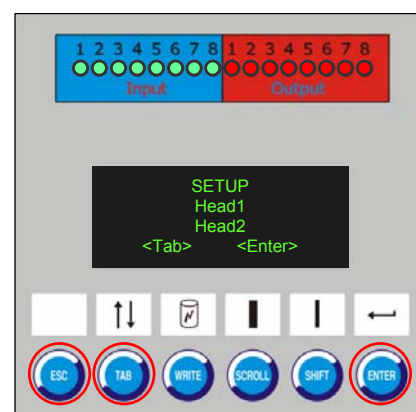 1 2 3 4 5 6 7 8 1 2 3 4 5 6 7 8
Input Output
SETUP
Head1
Head2
<Tab> <Enter>
ESC TAB WRITE SCROLL SHIFT ENTER